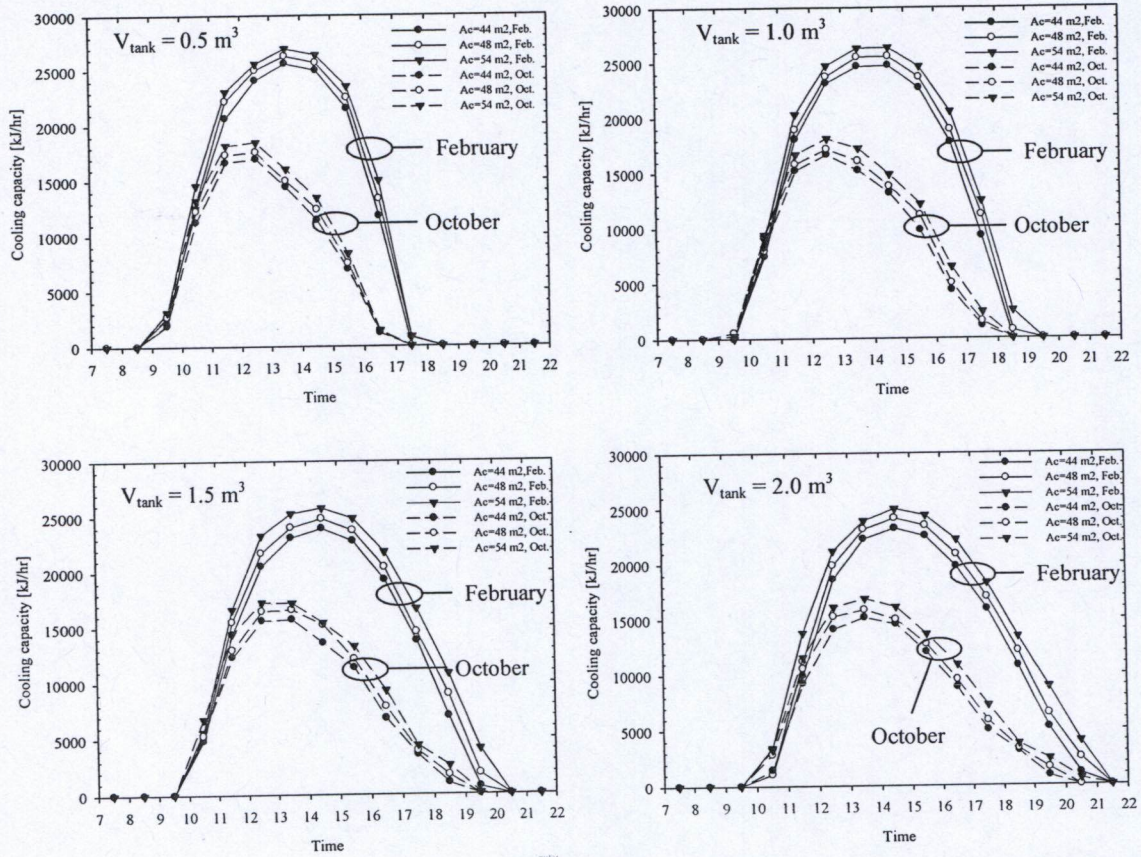 V_tank = 0.5 m³
Ac=44 m2,Feb.
Ac=48 m2, Feb.
Ac=54 m2, Feb.
Ac=44 m2, Oct.
Ac=48 m2, Oct.
Ac=54 m2, Oct.
February
October
Cooling capacity [kJ/hr]
30000
25000
20000
15000
10000
5000
0
7 8 9 10 11 12 13 14 15 16 17 18 19 20 21 22
Time
V_tank = 1.0 m³
Ac=44 m2,Feb.
Ac=48 m2, Feb.
Ac=54 m2, Feb.
Ac=44 m2, Oct.
Ac=48 m2, Oct.
Ac=54 m2, Oct.
February
October
Cooling capacity [kJ/hr]
30000
25000
20000
15000
10000
5000
0
7 8 9 10 11 12 13 14 15 16 17 18 19 20 21 22
Time
V_tank = 1.5 m³
Ac=44 m2,Feb.
Ac=48 m2, Feb.
Ac=54 m2, Feb.
Ac=44 m2, Oct.
Ac=48 m2, Oct.
Ac=54 m2, Oct.
February
October
Cooling capacity [kJ/hr]
30000
25000
20000
15000
10000
5000
0
7 8 9 10 11 12 13 14 15 16 17 18 19 20 21 22
Time
V_tank = 2.0 m³
Ac=44 m2,Feb.
Ac=48 m2, Feb.
Ac=54 m2, Feb.
Ac=44 m2, Oct.
Ac=48 m2, Oct.
Ac=54 m2, Oct.
February
October
Cooling capacity [kJ/hr]
30000
25000
20000
15000
10000
5000
0
7 8 9 10 11 12 13 14 15 16 17 18 19 20 21 22
Time